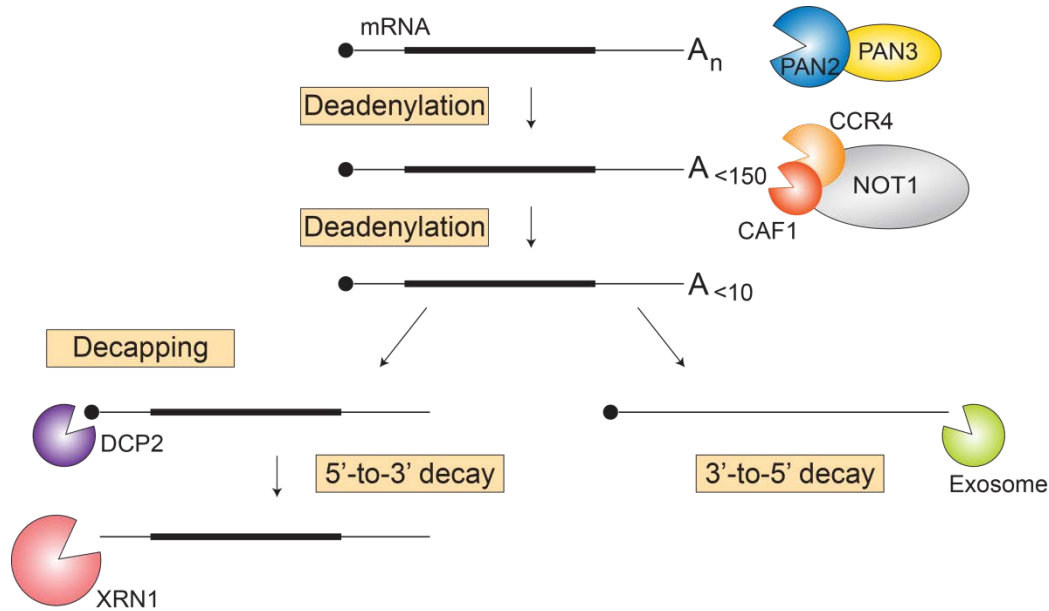 mRNA
An
PAN2
PAN3
Deadenylation
CCR4
A<150
NOT1
Deadenylation
CAF1
A<10
Decapping
DCP2
5’-to-3’ decay
3’-to-5’ decay
Exosome
XRN1